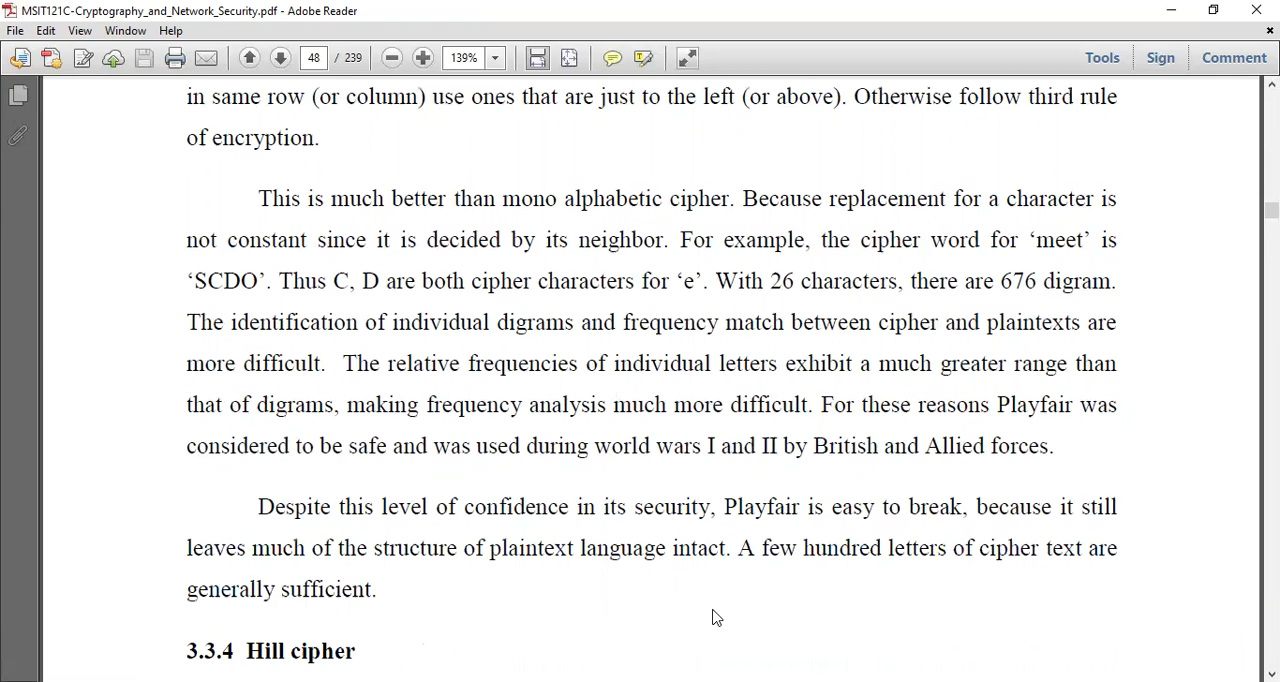 MSIT121C-Cryptography_and_Network_Security.pdf - Adobe Reader
File Edit View Window Help
48 / 239 139% Tools Sign Comment
in same row (or column) use ones that are just to the left (or above). Otherwise follow third rule
of encryption.
This is much better than mono alphabetic cipher. Because replacement for a character is
not constant since it is decided by its neighbor. For example, the cipher word for ‘meet’ is
‘SCDO’. Thus C, D are both cipher characters for ‘e’. With 26 characters, there are 676 digram.
The identification of individual digrams and frequency match between cipher and plaintexts are
more difficult. The relative frequencies of individual letters exhibit a much greater range than
that of digrams, making frequency analysis much more difficult. For these reasons Playfair was
considered to be safe and was used during world wars I and II by British and Allied forces.
Despite this level of confidence in its security, Playfair is easy to break, because it still
leaves much of the structure of plaintext language intact. A few hundred letters of cipher text are
generally sufficient.
3.3.4 Hill cipher